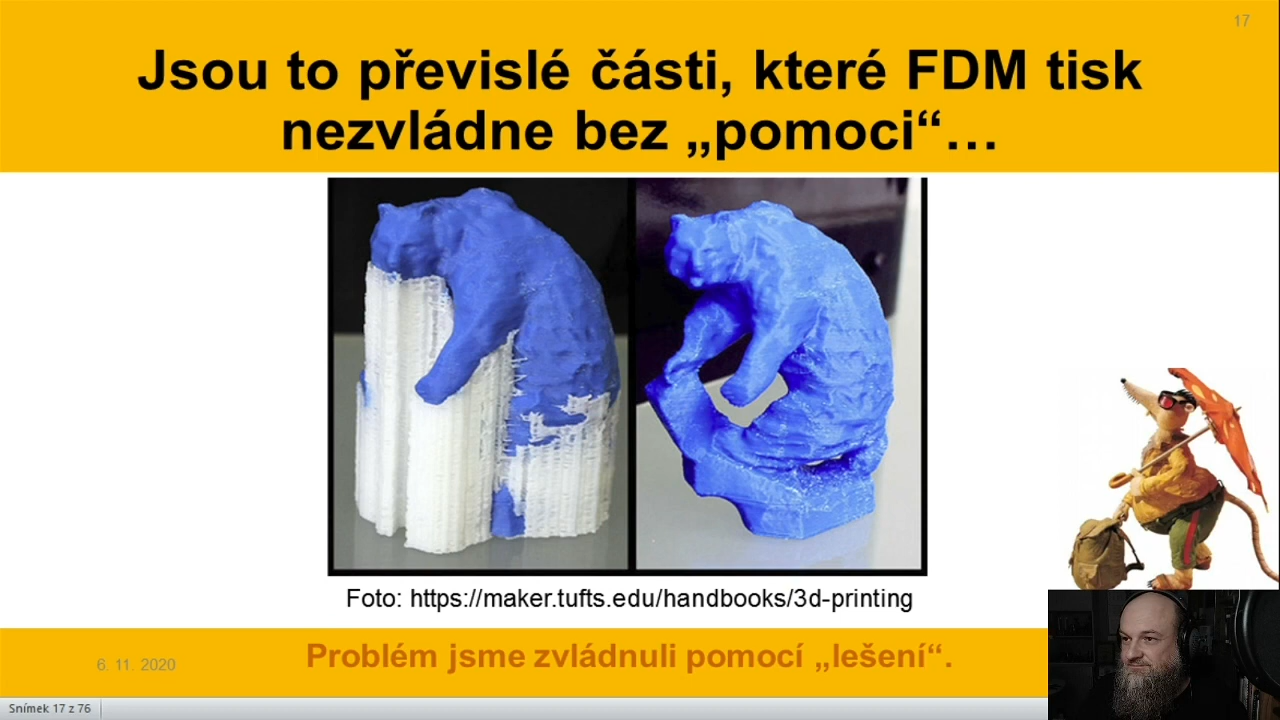 17
Jsou to převislé části, které FDM tisk
nezvládne bez „pomoci“…
Foto: https://maker.tufts.edu/handbooks/3d-printing
6. 11. 2020
Problém jsme zvládnuli pomocí „lešení“.
Snímek 17 z 76